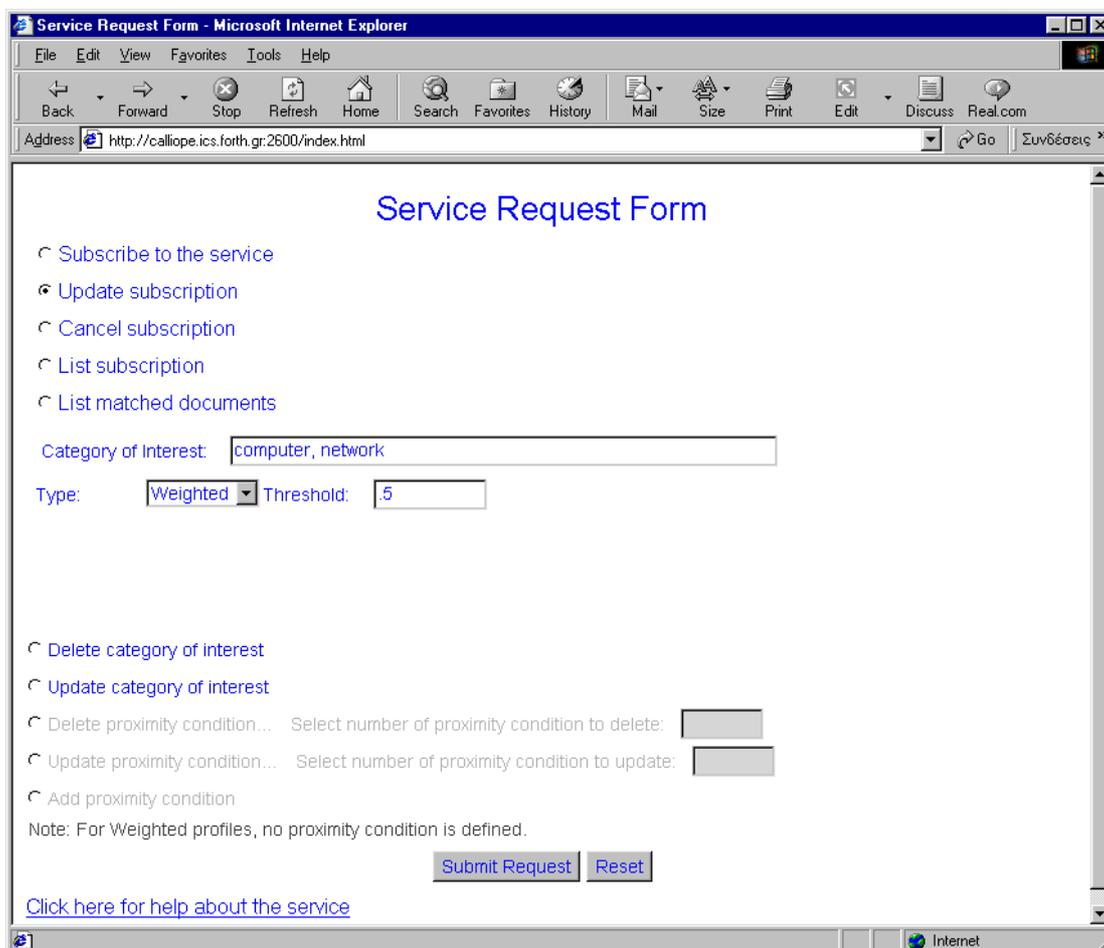 Service Request Form - Microsoft Internet Explorer
File Edit View Favorites Tools Help
Back Forward Stop Refresh Home Search Favorites History Mail Size Print Edit Discuss Real.com
Address http://calliope.ics.forth.gr:2600/index.html Go Συνδέσεις »
Service Request Form
Subscribe to the service
Update subscription
Cancel subscription
List subscription
List matched documents
Category of Interest: computer, network
Type: Weighted Threshold: .5
Delete category of interest
Update category of interest
Delete proximity condition... Select number of proximity condition to delete:
Update proximity condition... Select number of proximity condition to update:
Add proximity condition
Note: For Weighted profiles, no proximity condition is defined.
Submit Request Reset
Click here for help about the service
Internet